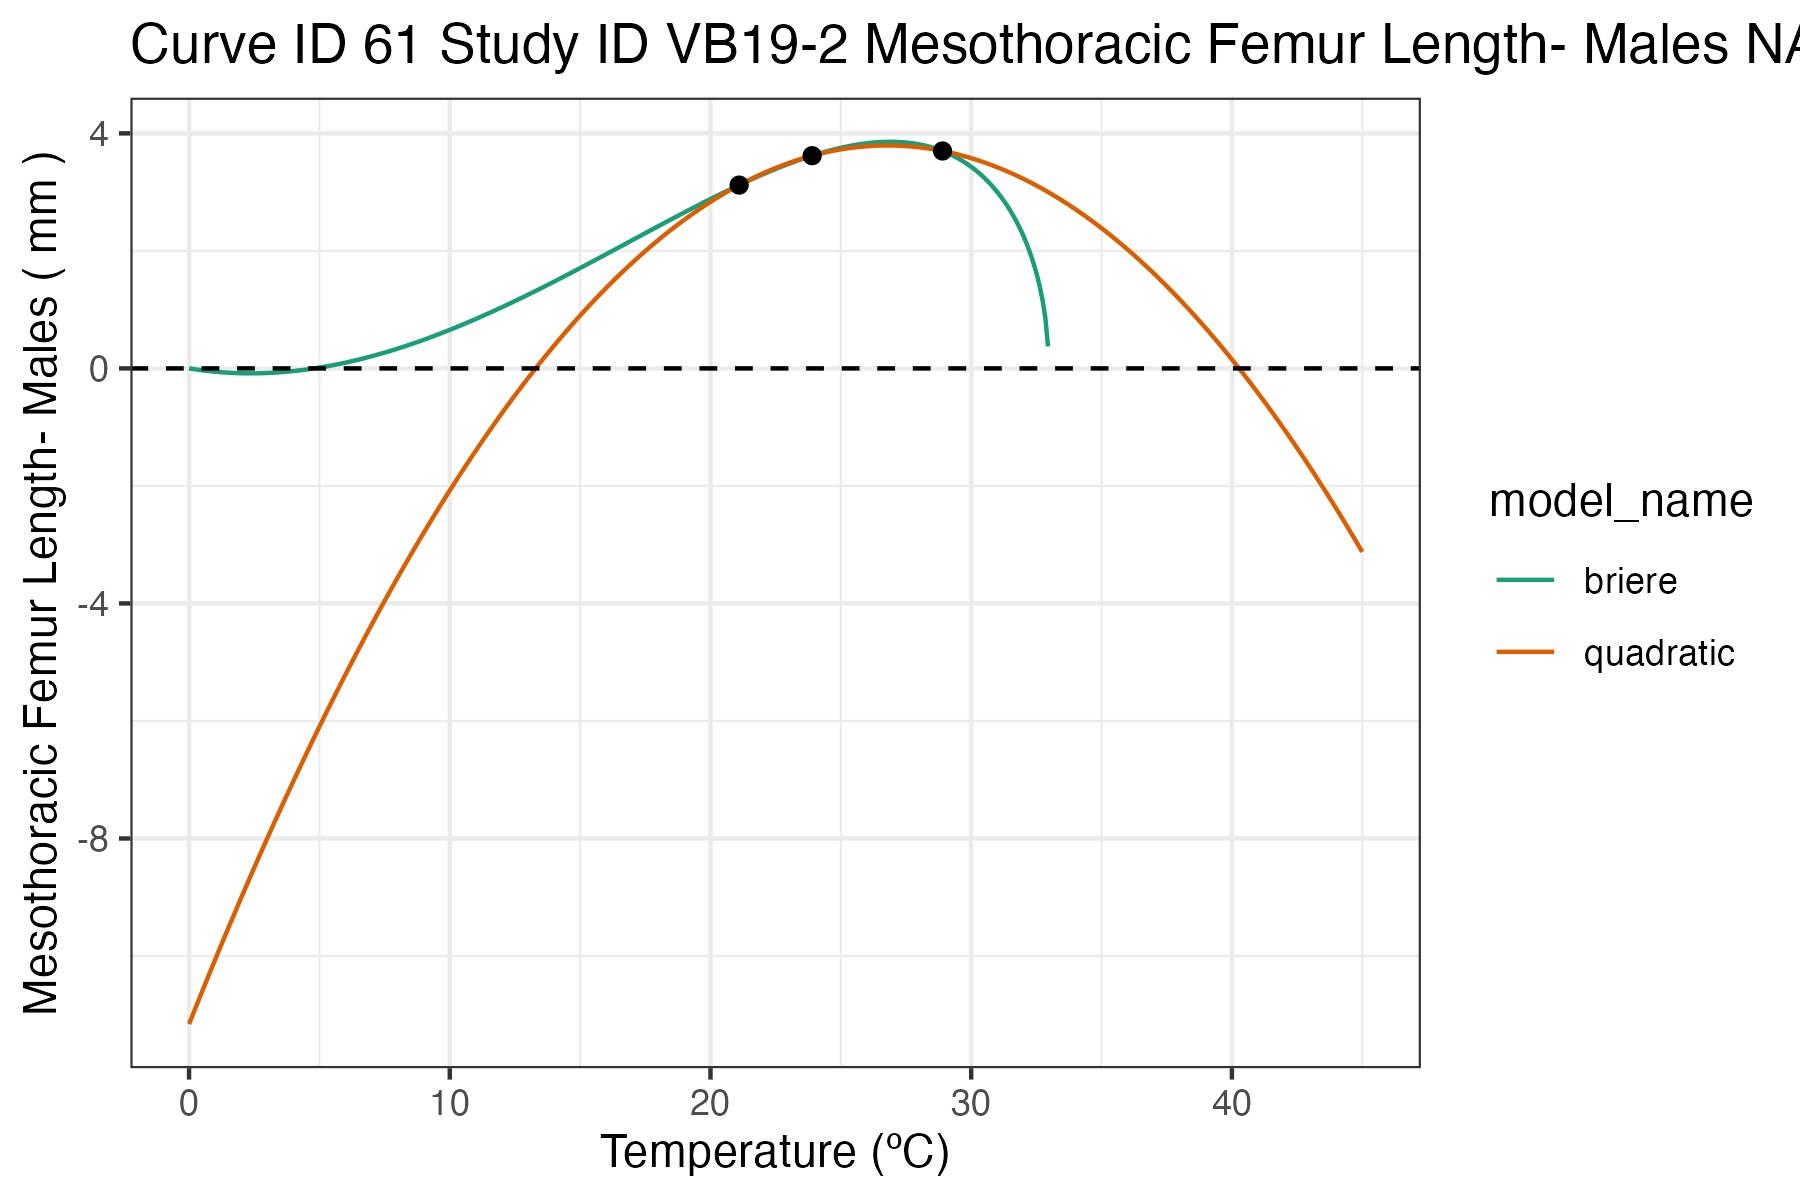 Curve ID 61 Study ID VB19-2 Mesothoracic Femur Length- Males NA
Mesothoracic Femur Length- Males ( mm )
4
0
-4
-8
0 10 20 30 40
Temperature (ºC)
model_name
briere
quadratic